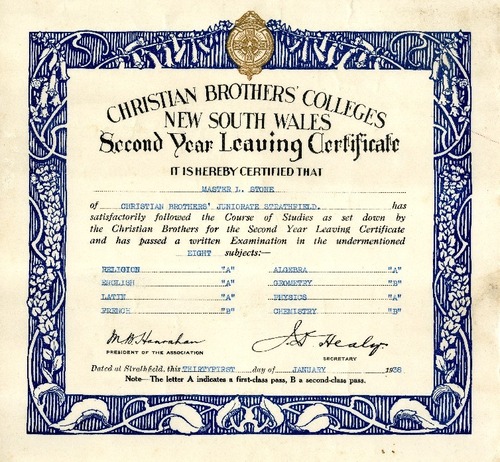 CHRISTIAN BROTHERS' COLLEGES
NEW SOUTH WALES
Second Year Leaving Certificate
IT IS HEREBY CERTIFIED THAT
MASTER L. STONE
of CHRISTIAN BROTHERS' JUNIORATE STRATHFIELD. has
satisfactorily followed the Course of Studies as set down by
the Christian Brothers for the Second Year Leaving Certificate
and has passed a written Examination in the undermentioned
EIGHT subjects:—
RELIGION "A" ALGEBRA "A"
ENGLISH "A" GEOMETRY "B"
LATIN "A" PHYSICS "A"
FRENCH "B" CHEMISTRY "B"
M.B. Hanrahan J.D. Healy
PRESIDENT OF THE ASSOCIATION SECRETARY
Dated at Strathfield, this THIRTYFIRST day of JANUARY 1938
Note—The letter A indicates a first-class pass, B a second-class pass.